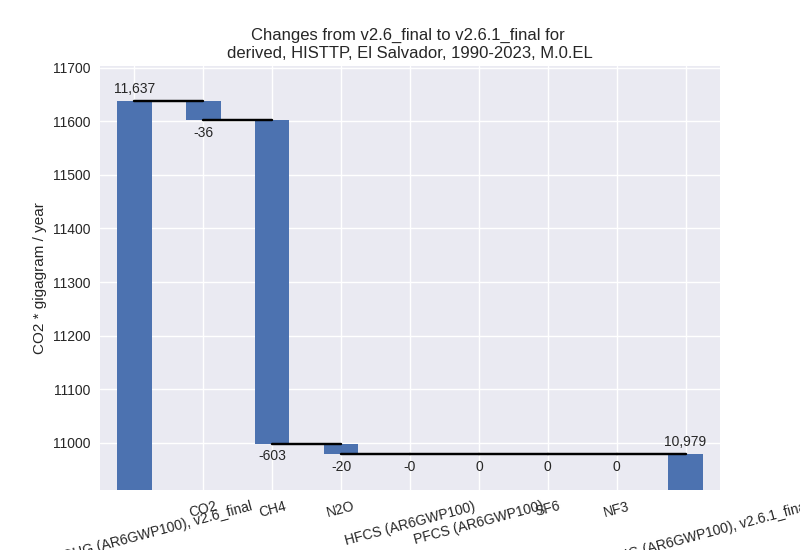 Changes from v2.6_final to v2.6.1_final for
derived, HISTTP, El Salvador, 1990-2023, M.0.EL
CO2 * gigagram / year
11700
11600
11500
11400
11300
11200
11100
11000
11,637
-36
-603
-20
-0
0
0
0
10,979
(AR6GWP100), v2.6_final
CO2
CH4
N2O
HFCS (AR6GWP100)
PFCS (AR6GWP100)
SF6
NF3
(AR6GWP100), v2.6.1_fina